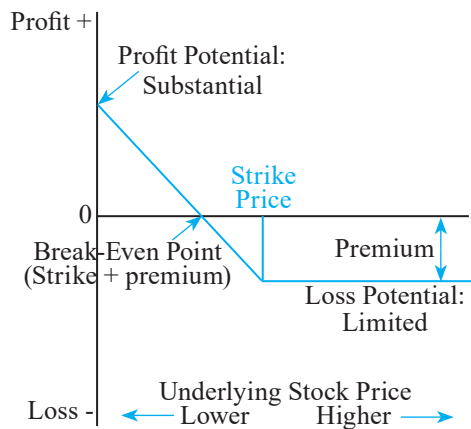 Profit +
Profit Potential:
Substantial
Strike
Price
0
Break-Even Point
(Strike + premium)
Premium
Loss Potential:
Limited
Underlying Stock Price
Loss -
Lower
Higher